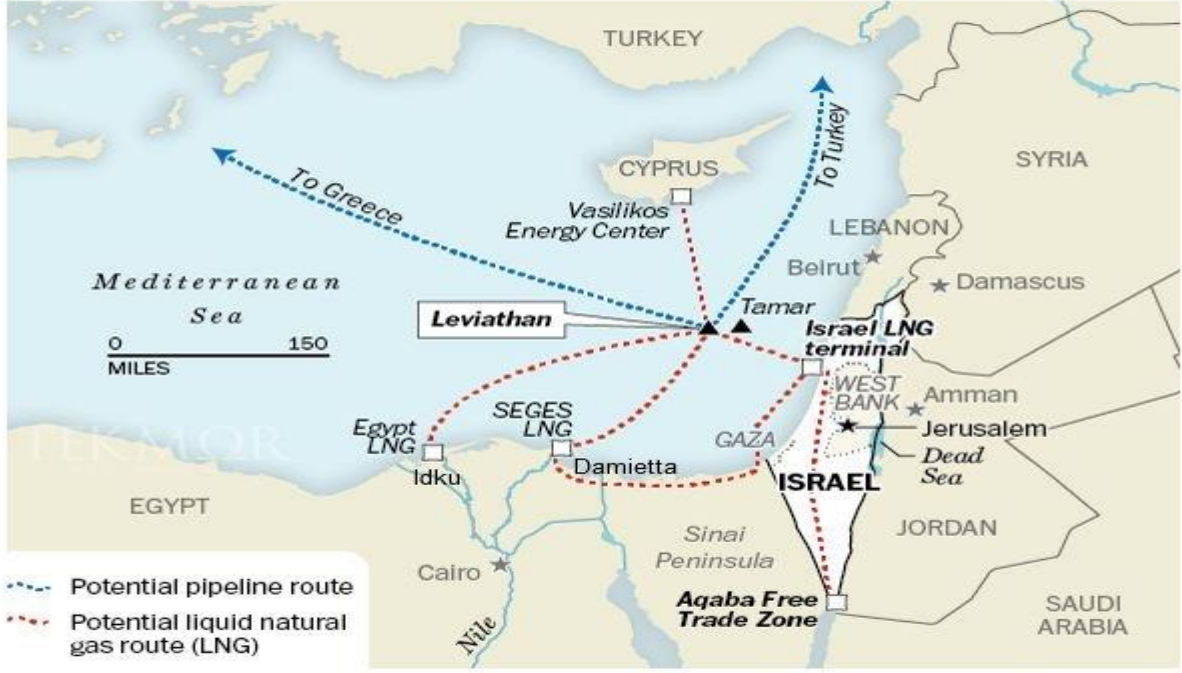 TURKEY
CYPRUS
SYRIA
To Greece
To Turkey
Vasilikos
Energy Center
LEBANON
Beirut
Damascus
Mediterranean
Sea
0 150
MILES
Leviathan
Tamar
Israel LNG
terminal
WEST
BANK
Amman
Jerusalem
Dead
Sea
Egypt
LNG
SEGES
LNG
GAZA
Idku
Damietta
ISRAEL
TEKMOR
EGYPT
Sinai
Peninsula
JORDAN
Cairo
Nile
Aqaba Free
Trade Zone
SAUDI
ARABIA
Potential pipeline route
Potential liquid natural
gas route (LNG)